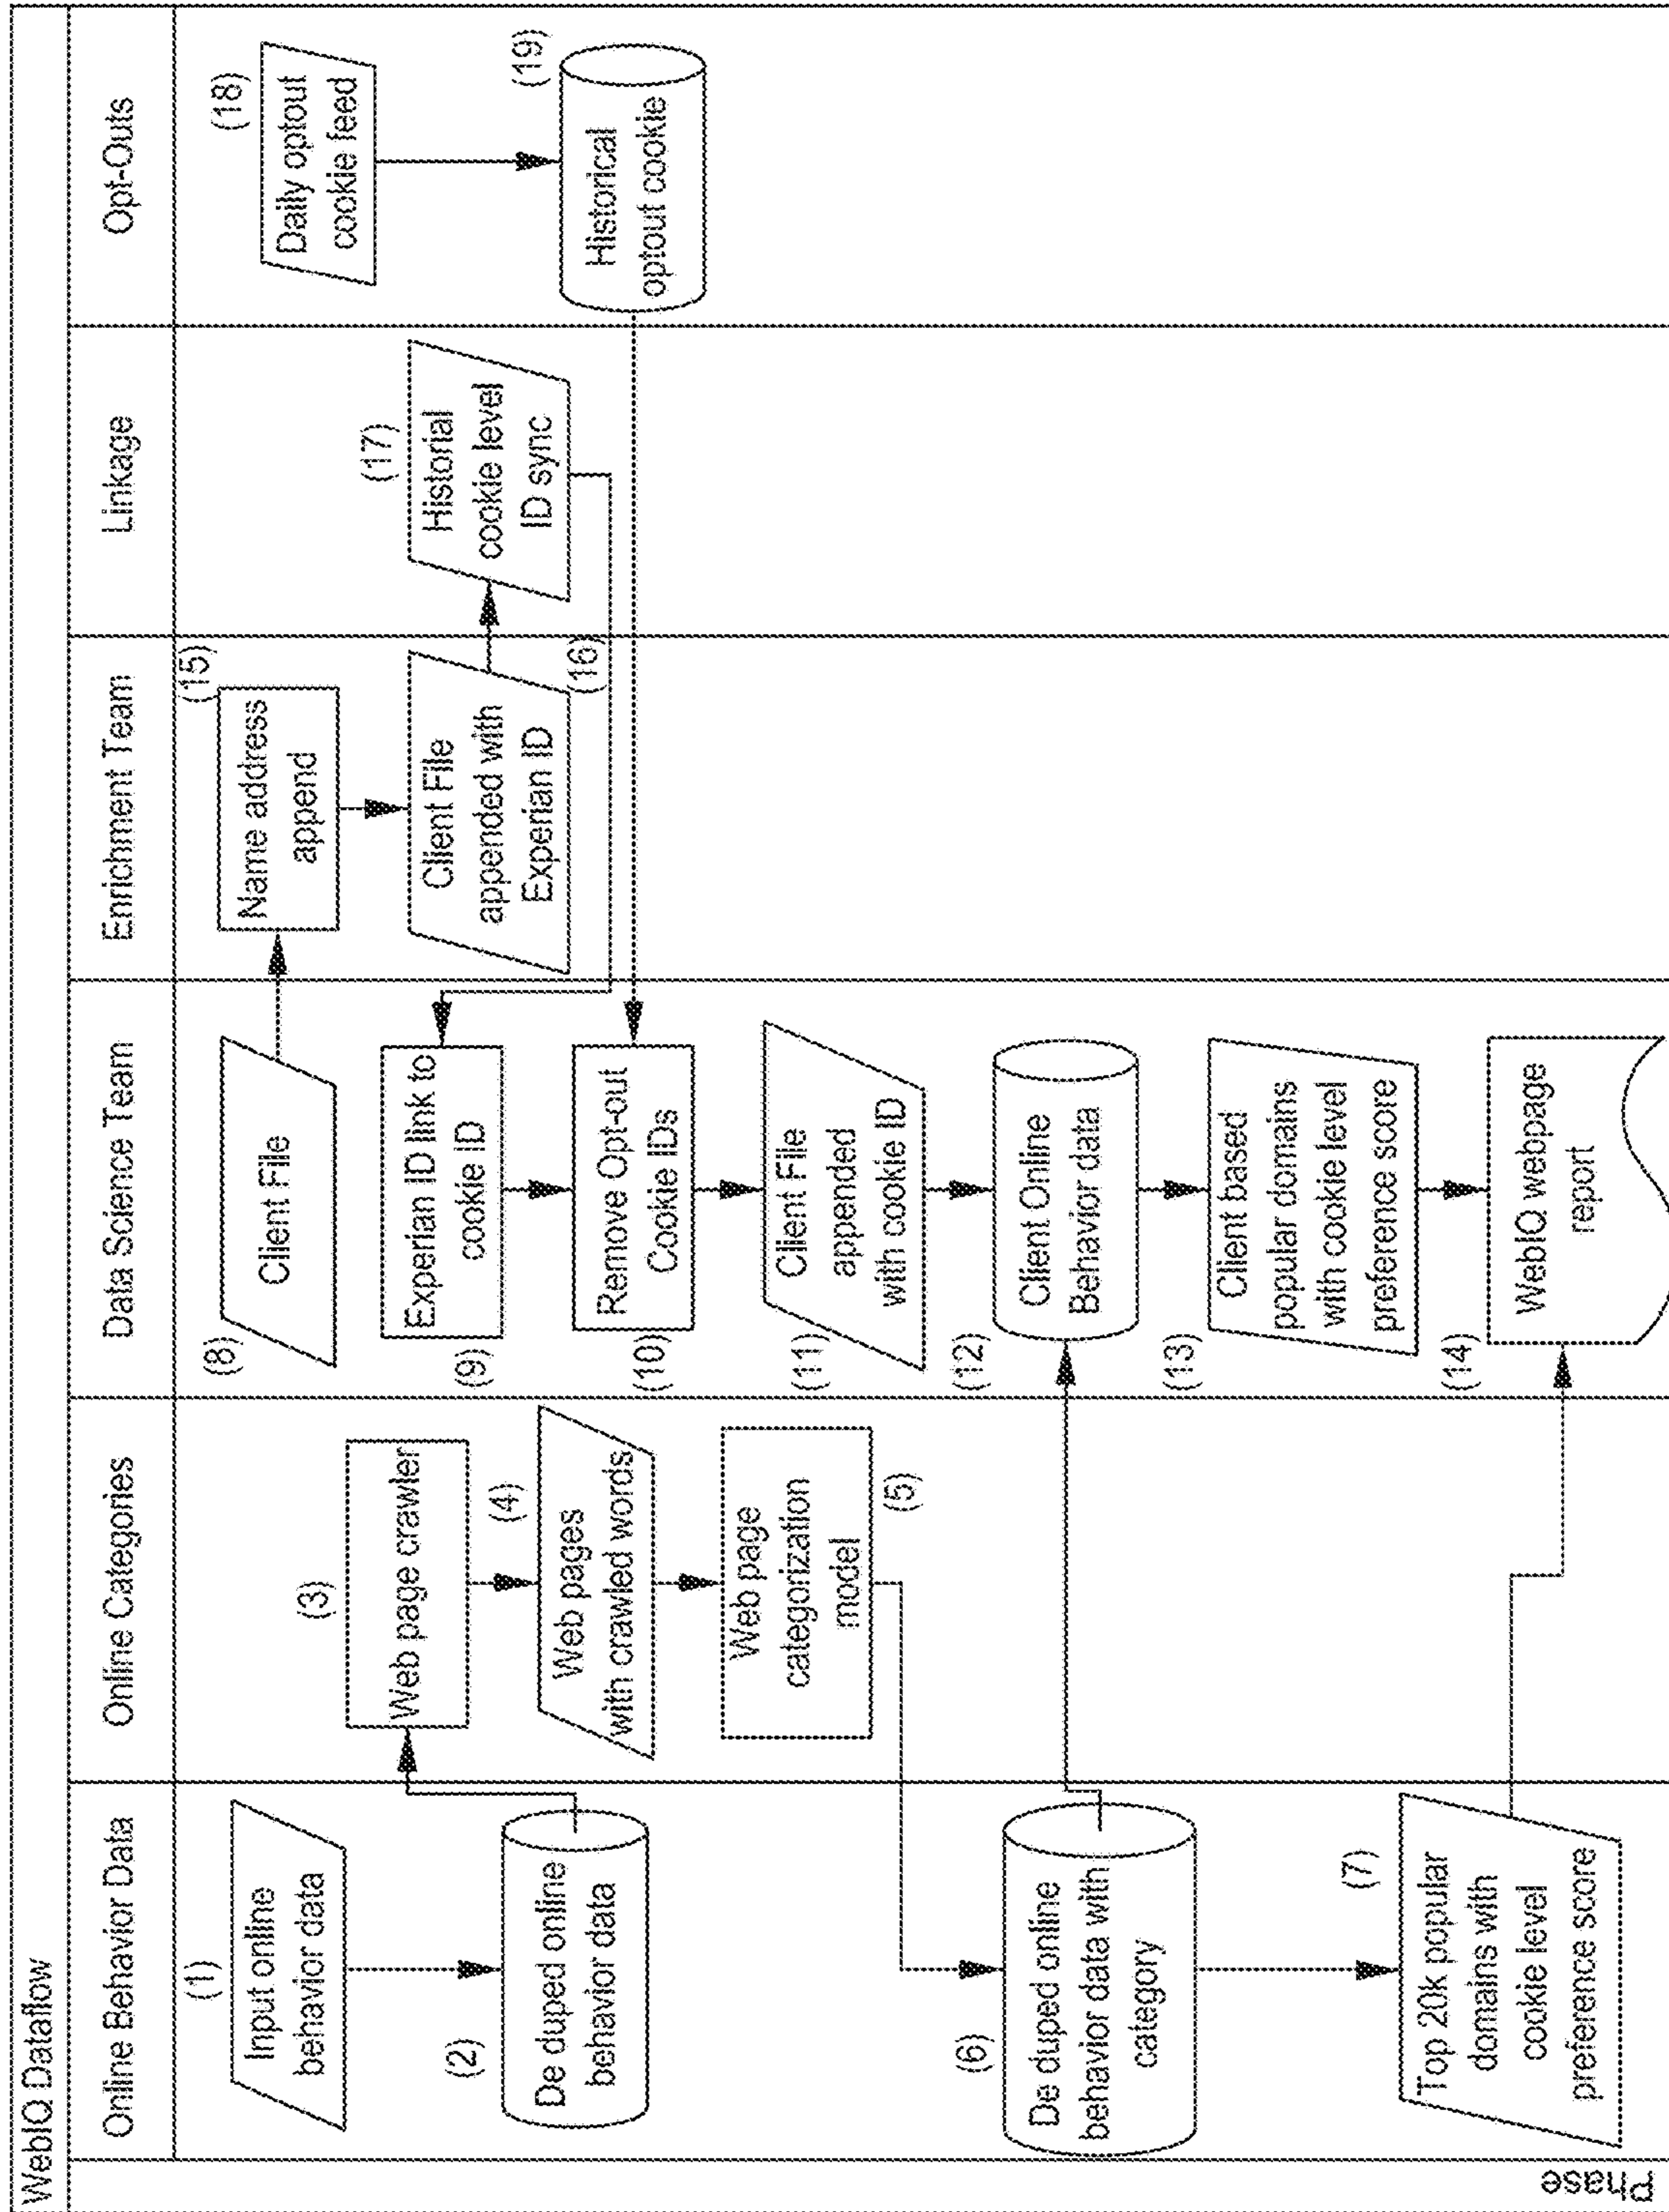 WebIQ Dataflow
Phase
Online Behavior Data
(1)
Input online
behavior data
(2)
De duped online
behavior data
(6)
De duped online
behavior data with
category
(7)
Top 20k popular
domains with
cookie level
preference score
Online Categories
(3)
Web page crawler
(4)
Web pages
with crawled words
Web page
categorization
model
(5)
Data Science Team
(8)
Client File
(9)
Experian ID link to
cookie ID
(10)
Remove Opt-out
Cookie IDs
(11)
Client File
appended
with cookie ID
(12)
Client Online
Behavior data
(13)
Client based
popular domains
with cookie level
preference score
(14)
WebIQ webpage
report
Enrichment Team
(15)
Name address
append
Client File
appended with
Experian ID
(16)
Linkage
(17)
Historial
cookie level
ID sync
Opt-Outs
(18)
Daily optout
cookie feed
(19)
Historical
optout cookie